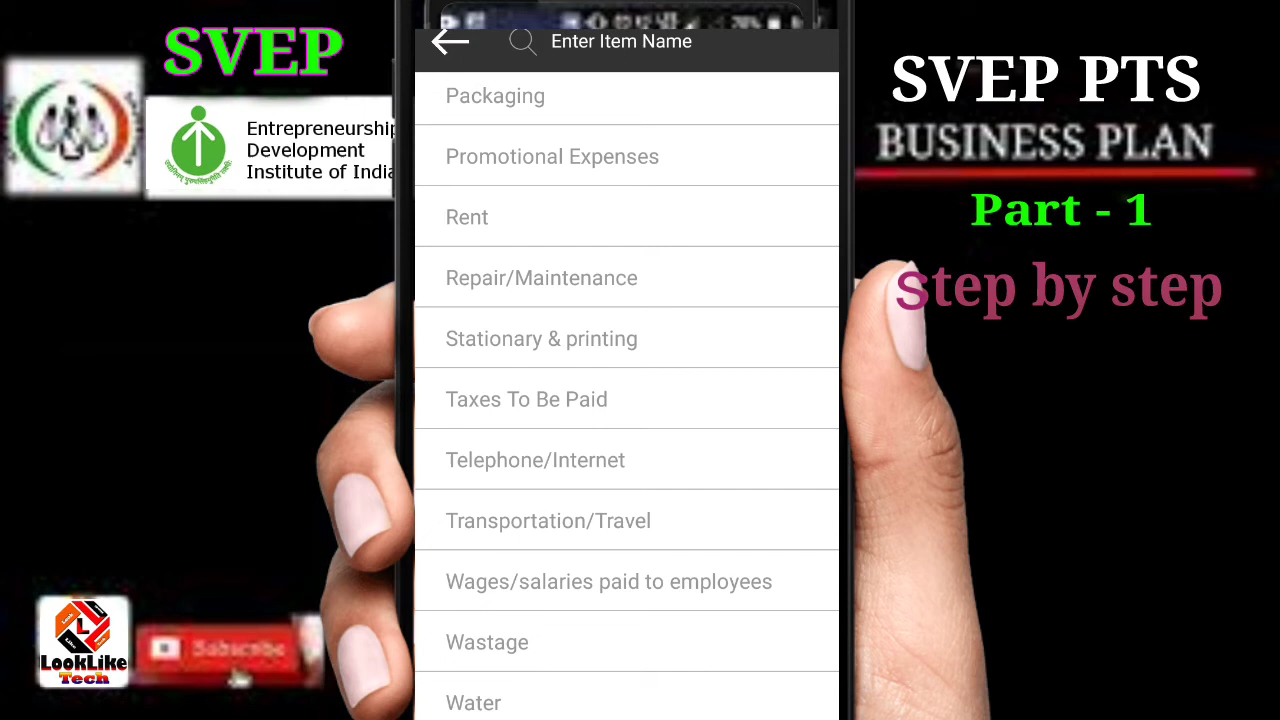 SVEP
Entrepreneurship
Development
Institute of India
Enter Item Name
Packaging
Promotional Expenses
Rent
Repair/Maintenance
Stationary & printing
Taxes To Be Paid
Telephone/Internet
Transportation/Travel
Wages/salaries paid to employees
Wastage
Water
SVEP PTS
BUSINESS PLAN
Part - 1
step by step
L
LookLike
Tech
Subscribe